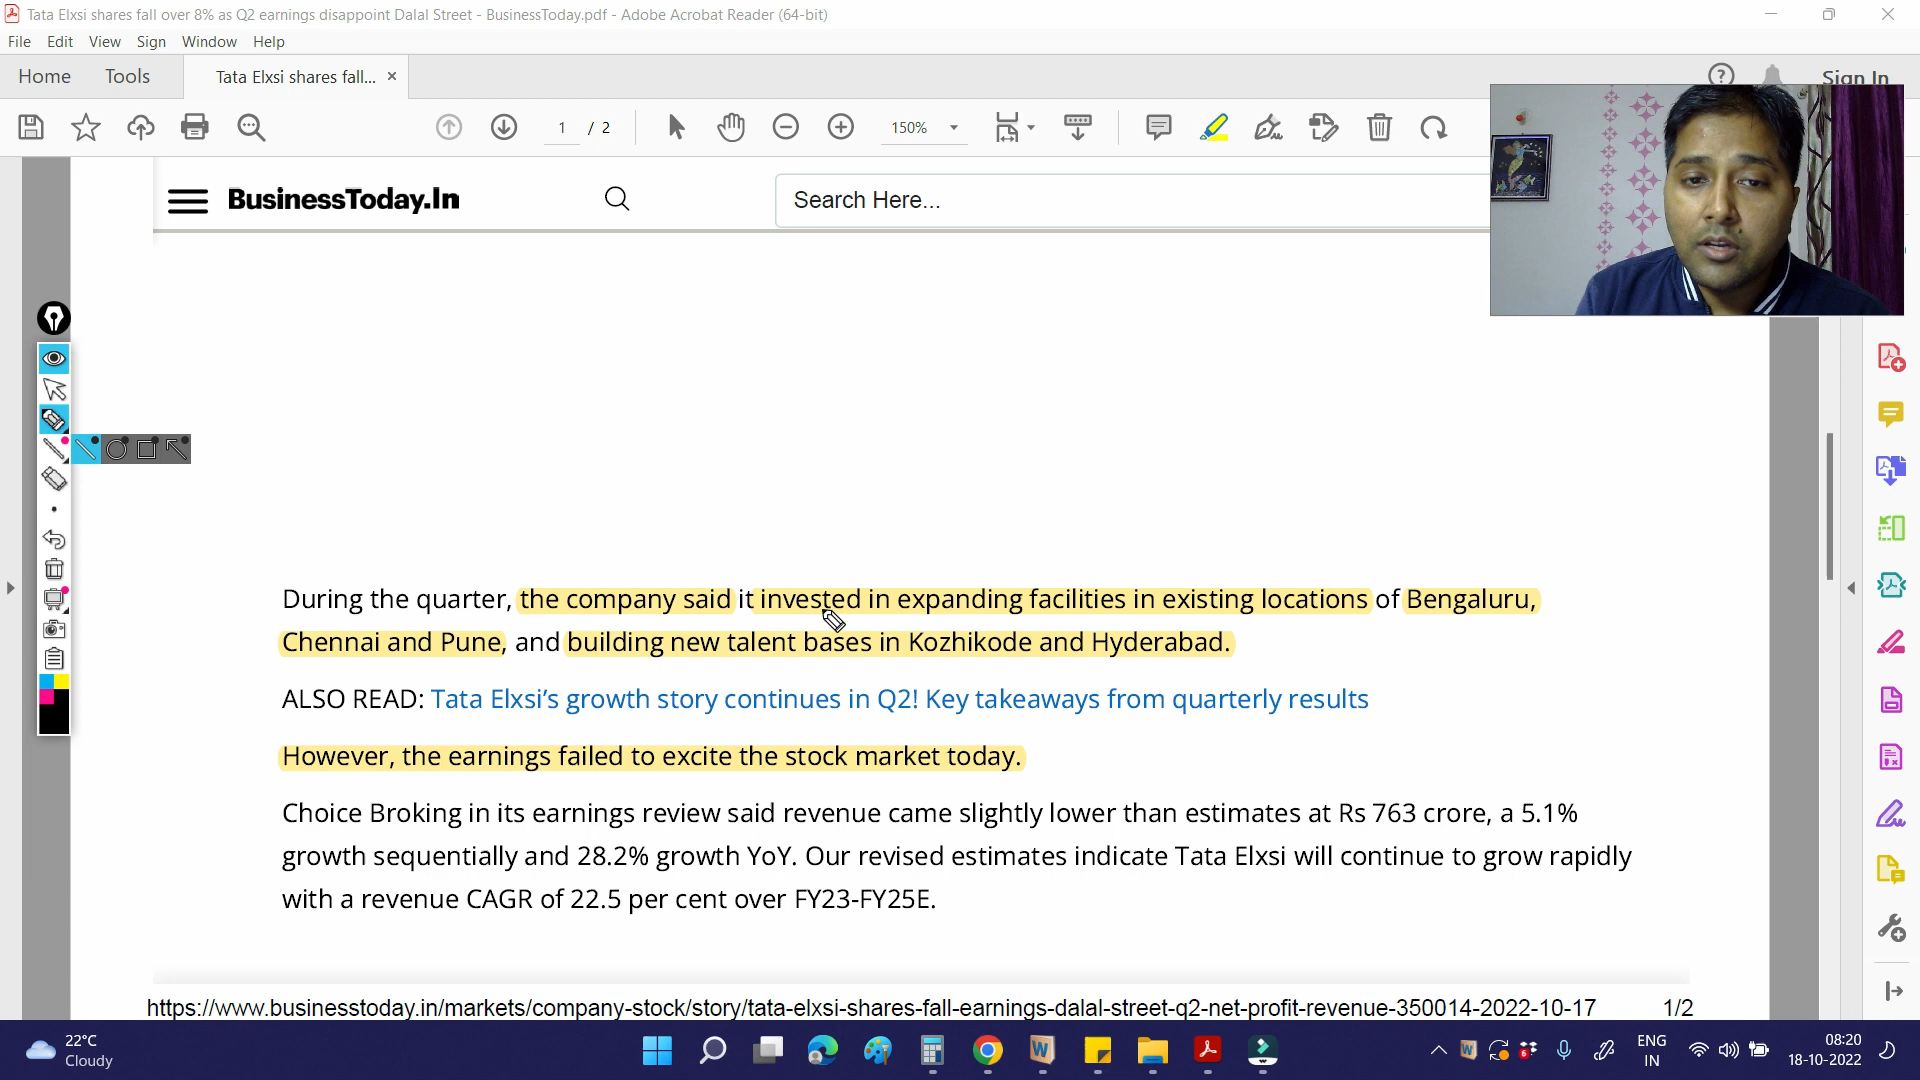 Tata Elxsi shares fall over 8% as Q2 earnings disappoint Dalal Street - BusinessToday.pdf - Adobe Acrobat Reader (64-bit)
File Edit View Sign Window Help
Home Tools Tata Elxsi shares fall... Sign In
1 / 2 150%
BusinessToday.In Search Here...
During the quarter, the company said it invested in expanding facilities in existing locations of Bengaluru,
Chennai and Pune, and building new talent bases in Kozhikode and Hyderabad.
ALSO READ: Tata Elxsi’s growth story continues in Q2! Key takeaways from quarterly results
However, the earnings failed to excite the stock market today.
Choice Broking in its earnings review said revenue came slightly lower than estimates at Rs 763 crore, a 5.1%
growth sequentially and 28.2% growth YoY. Our revised estimates indicate Tata Elxsi will continue to grow rapidly
with a revenue CAGR of 22.5 per cent over FY23-FY25E.
https://www.businesstoday.in/markets/company-stock/story/tata-elxsi-shares-fall-earnings-dalal-street-q2-net-profit-revenue-350014-2022-10-17 1/2
22°C
Cloudy
ENG
IN
08:20
18-10-2022